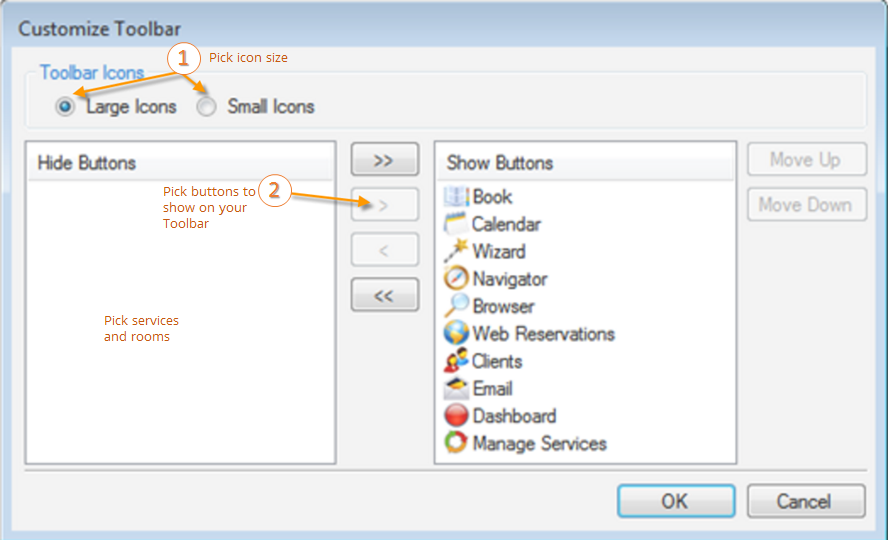 Customize Toolbar
1 Pick icon size
Toolbar Icons
Large Icons Small Icons
Hide Buttons
Pick buttons to
show on your
Toolbar
2
Pick services
and rooms
>>
>
<
<<
Show Buttons
Book
Calendar
Wizard
Navigator
Browser
Web Reservations
Clients
Email
Dashboard
Manage Services
Move Up
Move Down
OK Cancel